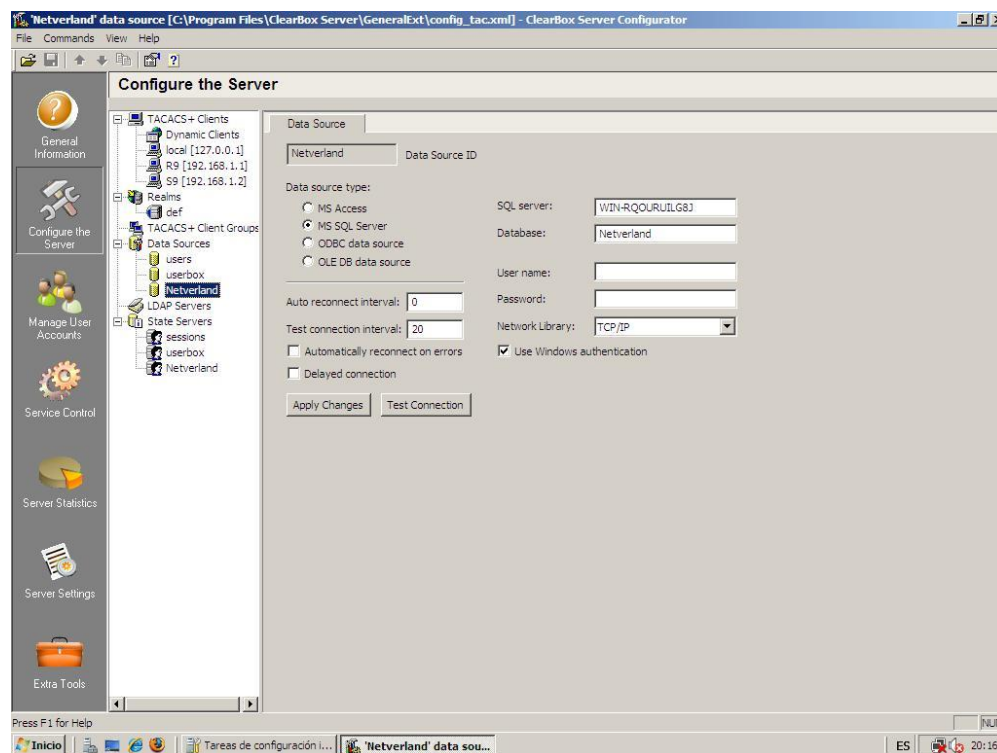 'Netverland' data source [C:\Program Files\ClearBox Server\GeneralExt\config_tac.xml] - ClearBox Server Configurator
File Commands View Help
Configure the Server
General Information
Configure the Server
Manage User Accounts
Service Control
Server Statistics
Server Settings
Extra Tools
TACACS+ Clients
Dynamic Clients
local [127.0.0.1]
R9 [192.168.1.1]
S9 [192.168.1.2]
Realms
def
TACACS+ Client Groups
Data Sources
users
userbox
Netverland
LDAP Servers
State Servers
sessions
userbox
Netverland
Data Source
Netverland Data Source ID
Data source type:
MS Access
MS SQL Server
ODBC data source
OLE DB data source
SQL server: WIN-RQOURUILG8J
Database: Netverland
User name:
Password:
Network Library: TCP/IP
Use Windows authentication
Auto reconnect interval: 0
Test connection interval: 20
Automatically reconnect on errors
Delayed connection
Apply Changes Test Connection
Press F1 for Help
Inicio Tareas de configuración i... 'Netverland' data sou... ES 20:16